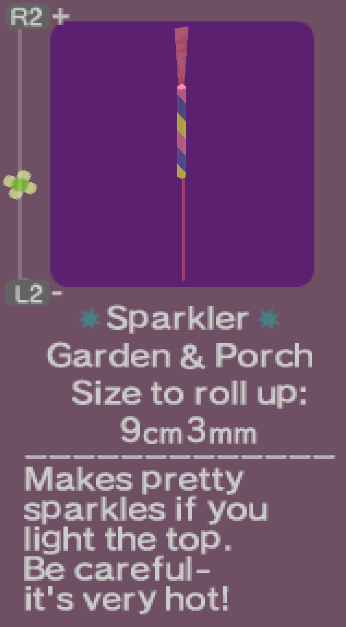 R2 +
L2 -
Sparkler
Garden & Porch
Size to roll up:
9cm3mm
Makes pretty
sparkles if you
light the top.
Be careful-
it's very hot!